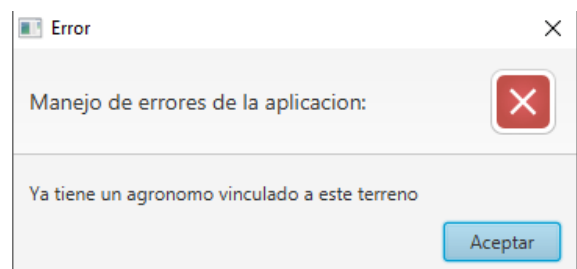 Error
Manejo de errores de la aplicacion:
Ya tiene un agronomo vinculado a este terreno
Aceptar